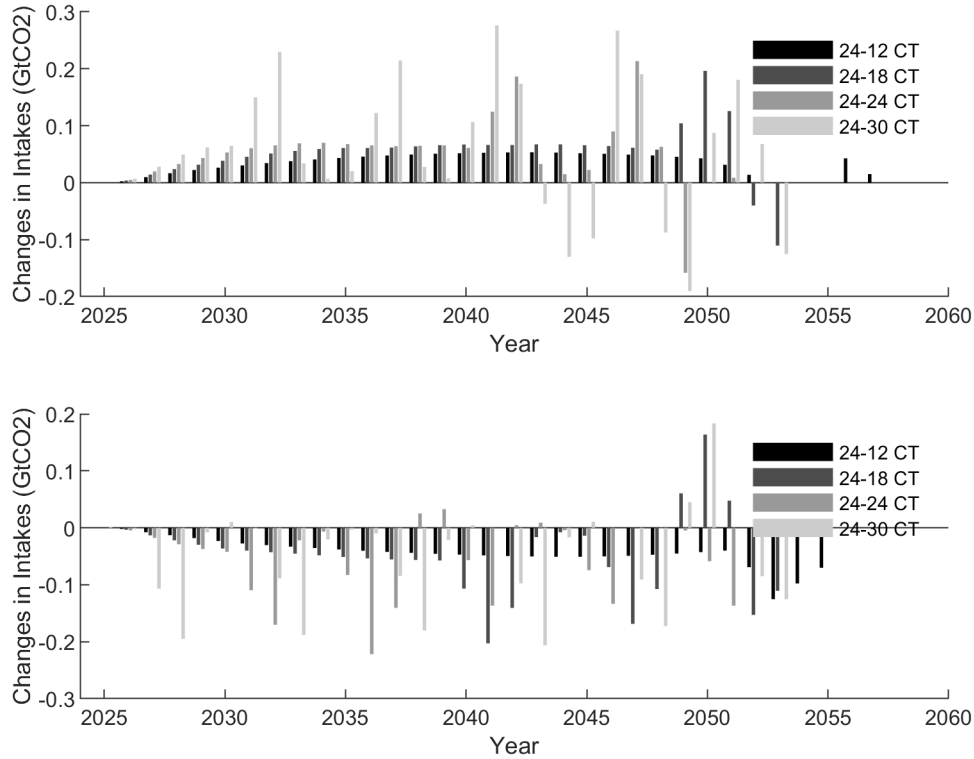 Changes in Intakes (GtCO2)
0.3
0.2
0.1
0
-0.1
-0.2
24-12 CT
24-18 CT
24-24 CT
24-30 CT
2025 2030 2035 2040 2045 2050 2055 2060
Year
Changes in Intakes (GtCO2)
0.2
0.1
0
-0.1
-0.2
-0.3
24-12 CT
24-18 CT
24-24 CT
24-30 CT
2025 2030 2035 2040 2045 2050 2055 2060
Year